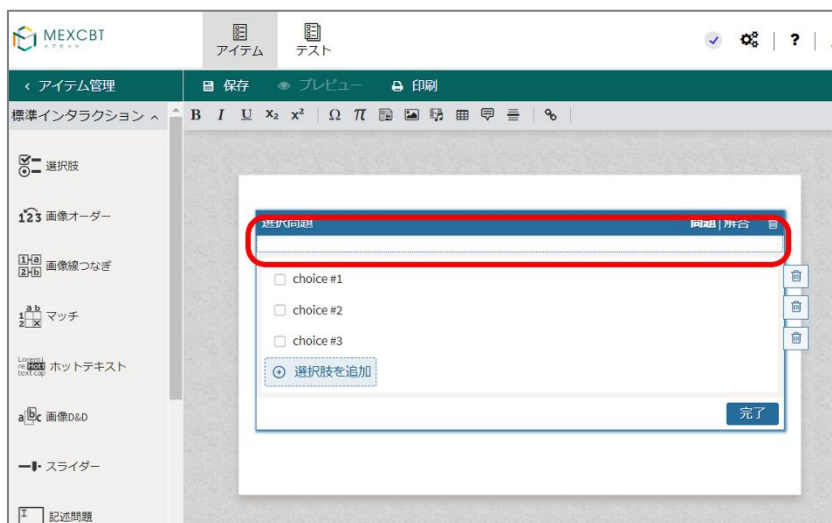 MEXCBT
メクビット
アイテム
テスト
?
< アイテム管理
保存
プレビュー
印刷
標準インタラクション
B I U X₂ x² Ω π
選択肢
123 画像オーダー
画像線つなぎ
マッチ
ホットテキスト
画像D&D
スライダー
記述問題
選択問題
問題 | 解答
choice #1
choice #2
choice #3
選択肢を追加
完了